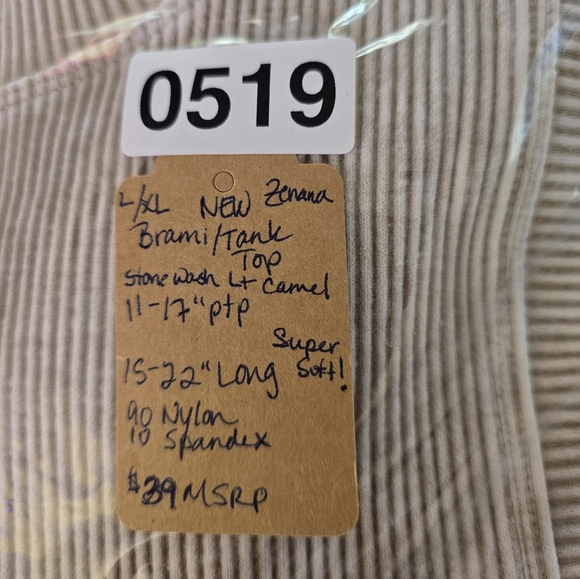 0519
L/XL NEW Zenana
Brami/Tank
Top
Stone wash Lt Camel
11-17" ptp
Super
15-22" Long Soft!
90 Nylon
10 Spandex
$39 MSRP